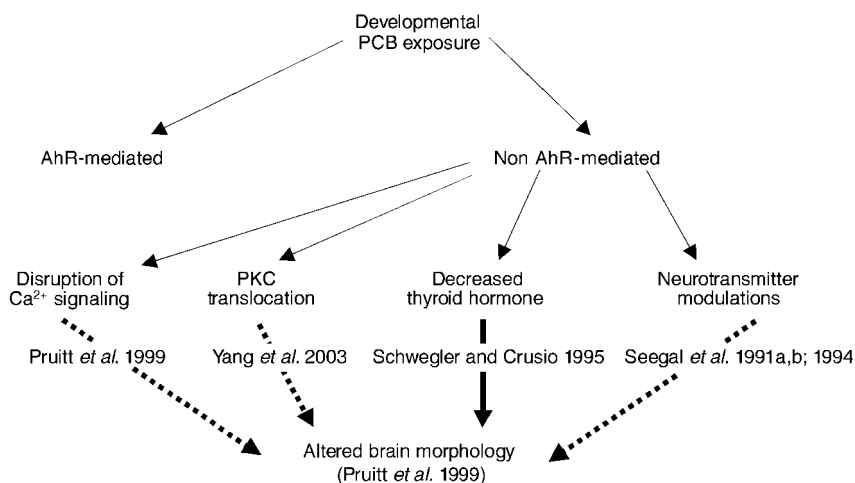 Developmental
PCB exposure
AhR-mediated
Non AhR-mediated
Disruption of
Ca²⁺ signaling
PKC
translocation
Decreased
thyroid hormone
Neurotransmitter
modulations
Pruitt et al. 1999
Yang et al. 2003
Schwegler and Crusio 1995
Seegal et al. 1991a,b; 1994
Altered brain morphology
(Pruitt et al. 1999)